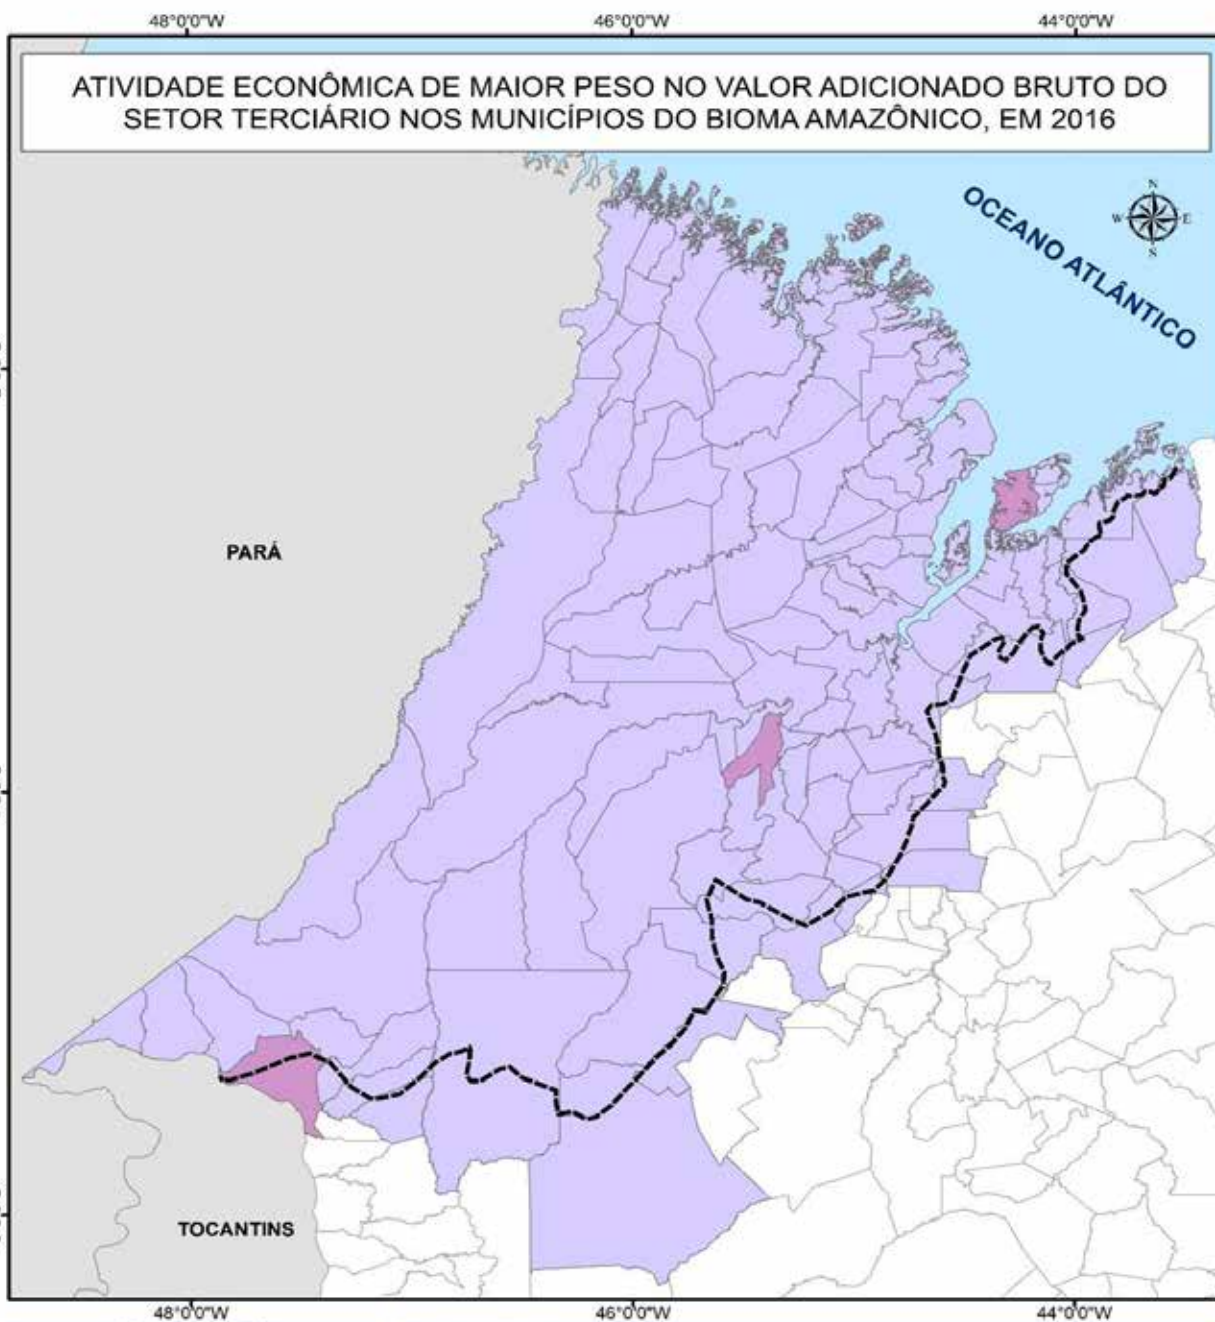 48°0'0"W 46°0'0"W 44°0'0"W
ATIVIDADE ECONÔMICA DE MAIOR PESO NO VALOR ADICIONADO BRUTO DO
SETOR TERCIÁRIO NOS MUNICÍPIOS DO BIOMA AMAZÔNICO, EM 2016
N
W E
S
OCEANO ATLÂNTICO
PARÁ
TOCANTINS
48°0'0"W 46°0'0"W 44°0'0"W